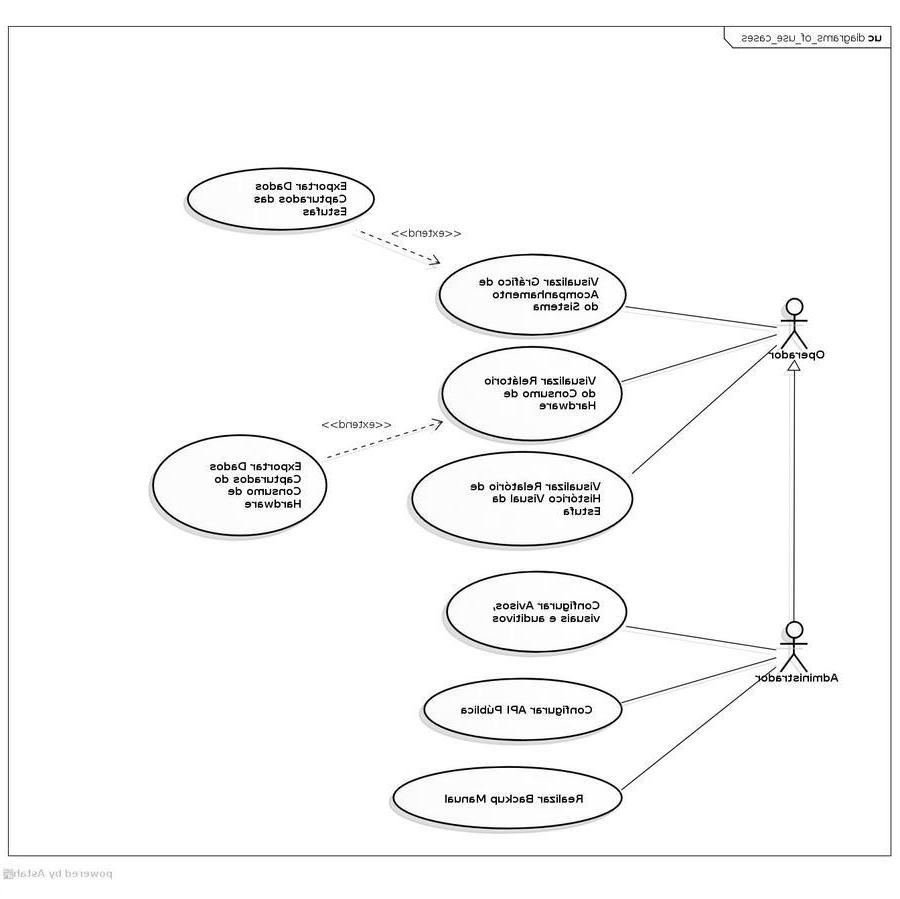 uc diagrams_of_use_cases
Exportar Dados
Capturados das
Estufas
<<extend>>
Visualizar Gráfico de
Acompanhamento
do Sistema
Operador
Visualizar Relátorio
do Consumo de
Hardware
<<extend>>
Exportar Dados
Capturados do
Consumo de
Hardware
Visualizar Relatório de
Histórico Visual da
Estufa
Configurar Avisos,
visuais e auditivos
Administrador
Configurar API Pública
Realizar Backup Manual
powered by Astah